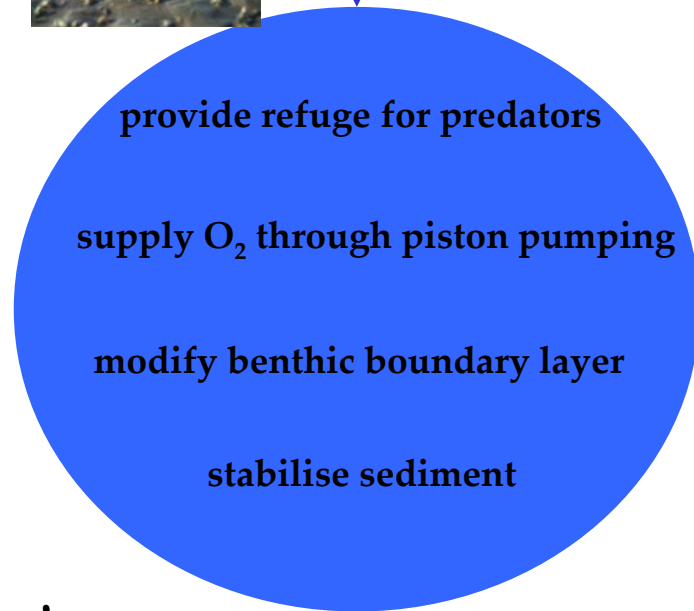 provide refuge for predators
supply O₂ through piston pumping
modify benthic boundary layer
stabilise sediment